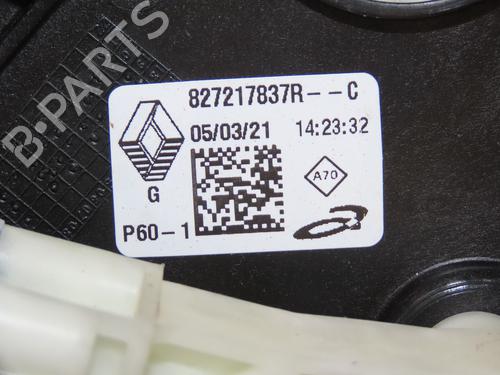 827217837R--C
05/03/21 14:23:32
A70
G
P60-1
B-PARTS